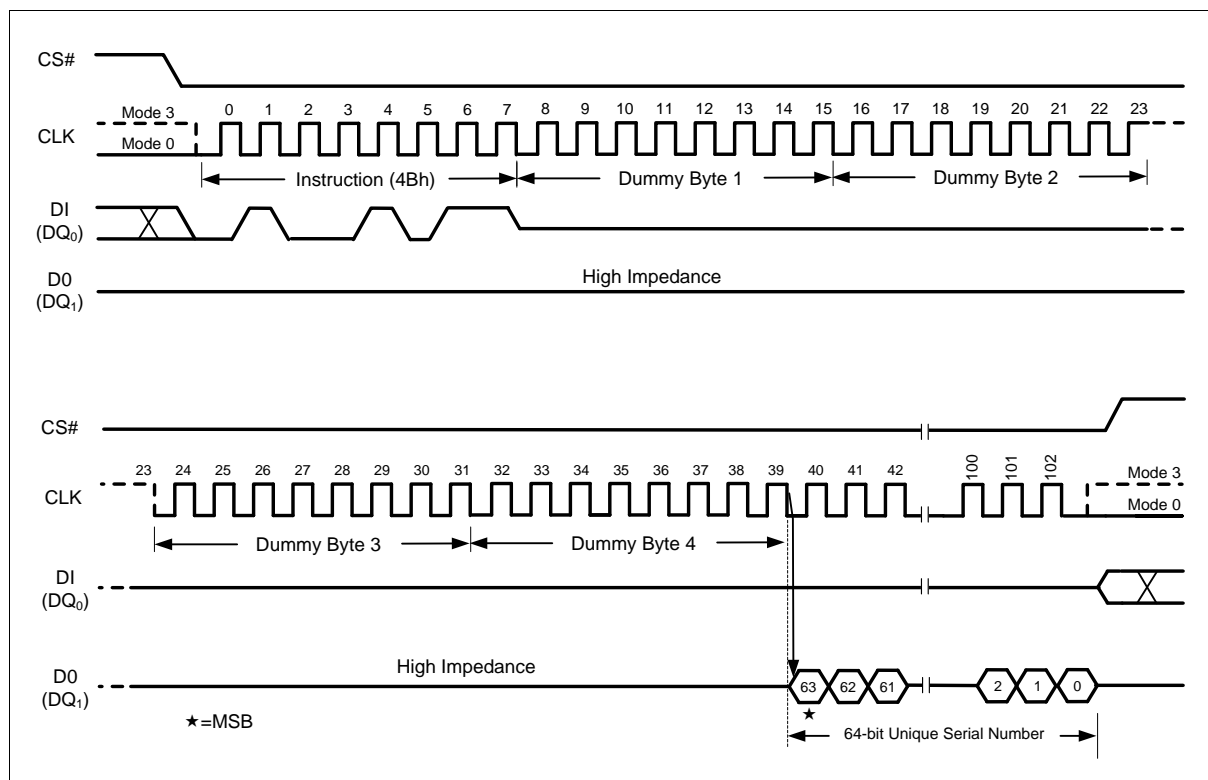 CS#
Mode 3
0 1 2 3 4 5 6 7 8 9 10 11 12 13 14 15 16 17 18 19 20 21 22 23
CLK
Mode 0
Instruction (4Bh) Dummy Byte 1 Dummy Byte 2
DI
(DQ0)
D0
(DQ1)
High Impedance
CS#
23 24 25 26 27 28 29 30 31 32 33 34 35 36 37 38 39 40 41 42 100 101 102
Mode 3
CLK
Mode 0
Dummy Byte 3 Dummy Byte 4
DI
(DQ0)
High Impedance
D0
(DQ1)
63 62 61 2 1 0
★=MSB
★
64-bit Unique Serial Number